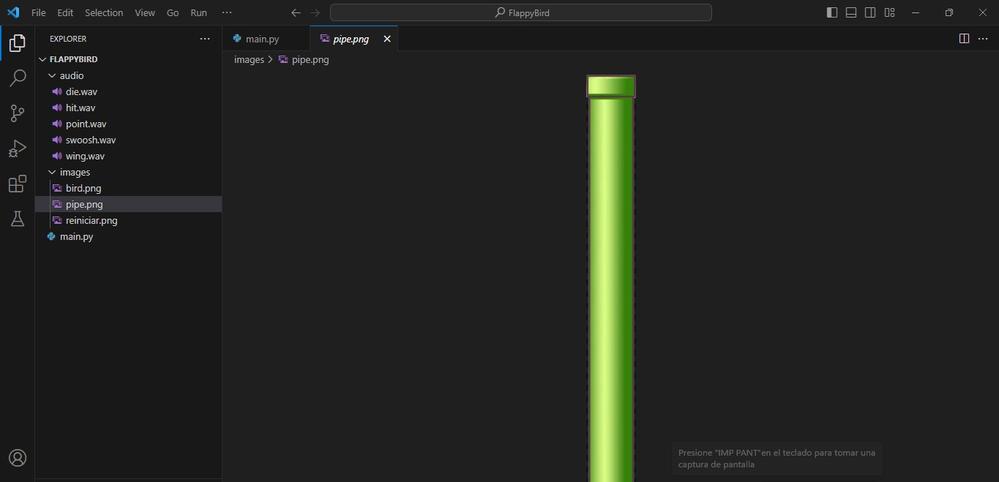 File Edit Selection View Go Run ···
FlappyBird
EXPLORER ···
main.py
pipe.png
images > pipe.png
FLAPPYBIRD
audio
die.wav
hit.wav
point.wav
swoosh.wav
wing.wav
images
bird.png
pipe.png
reiniciar.png
main.py
Presione "IMP PANT"en el teclado para tomar una
captura de pantalla